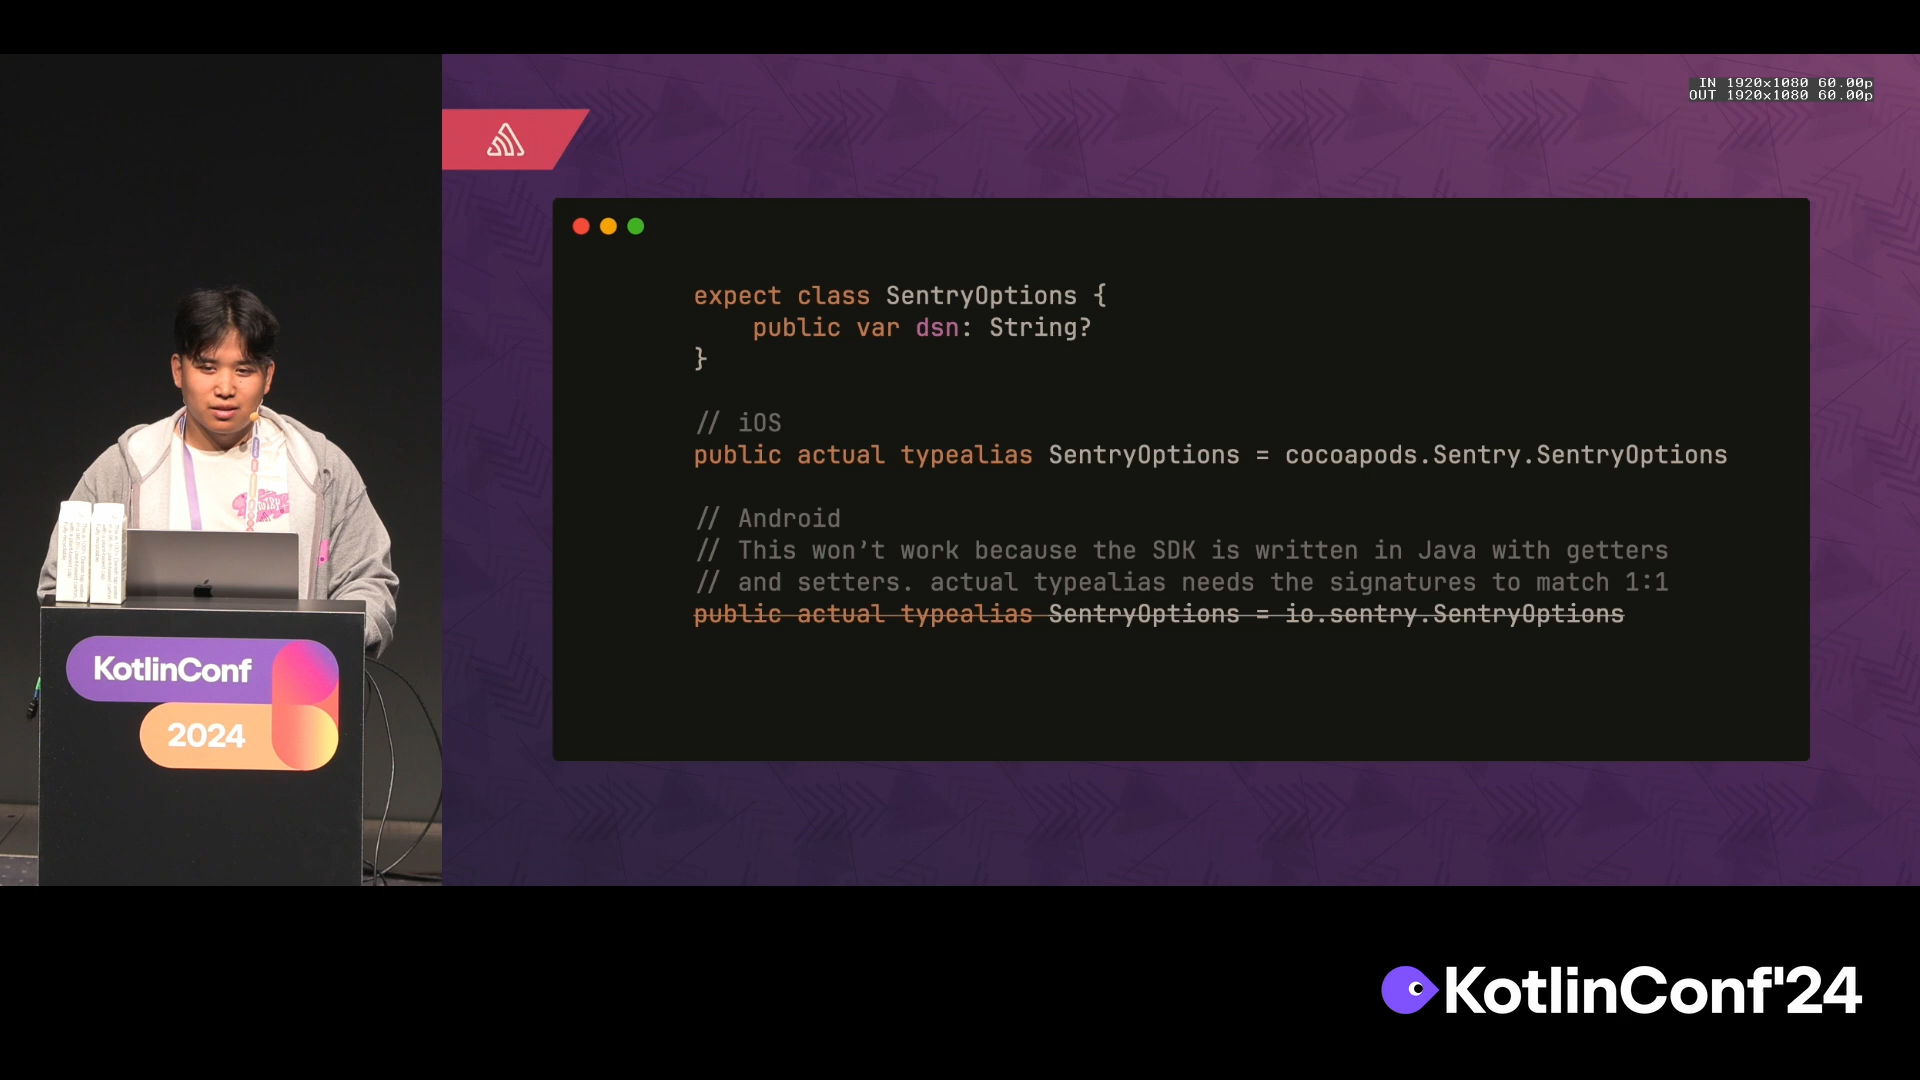 IN 1920x1080 60.00p
OUT 1920x1080 60.00p
expect class SentryOptions {
public var dsn: String?
}
// iOS
public actual typealias SentryOptions = cocoapods.Sentry.SentryOptions
// Android
// This won’t work because the SDK is written in Java with getters
// and setters. actual typealias needs the signatures to match 1:1
public actual typealias SentryOptions = io.sentry.SentryOptions
KotlinConf
2024
KotlinConf'24